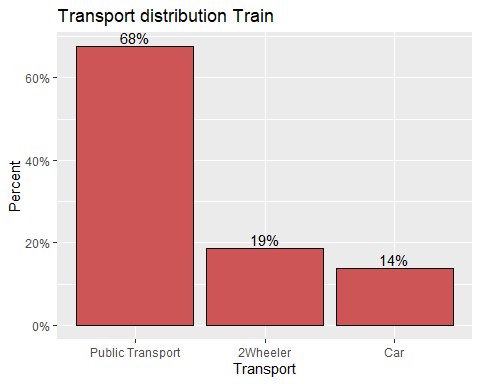 Transport distribution Train
68%
60%
40%
20%
19%
14%
0%
Percent
Public Transport 2Wheeler Car
Transport